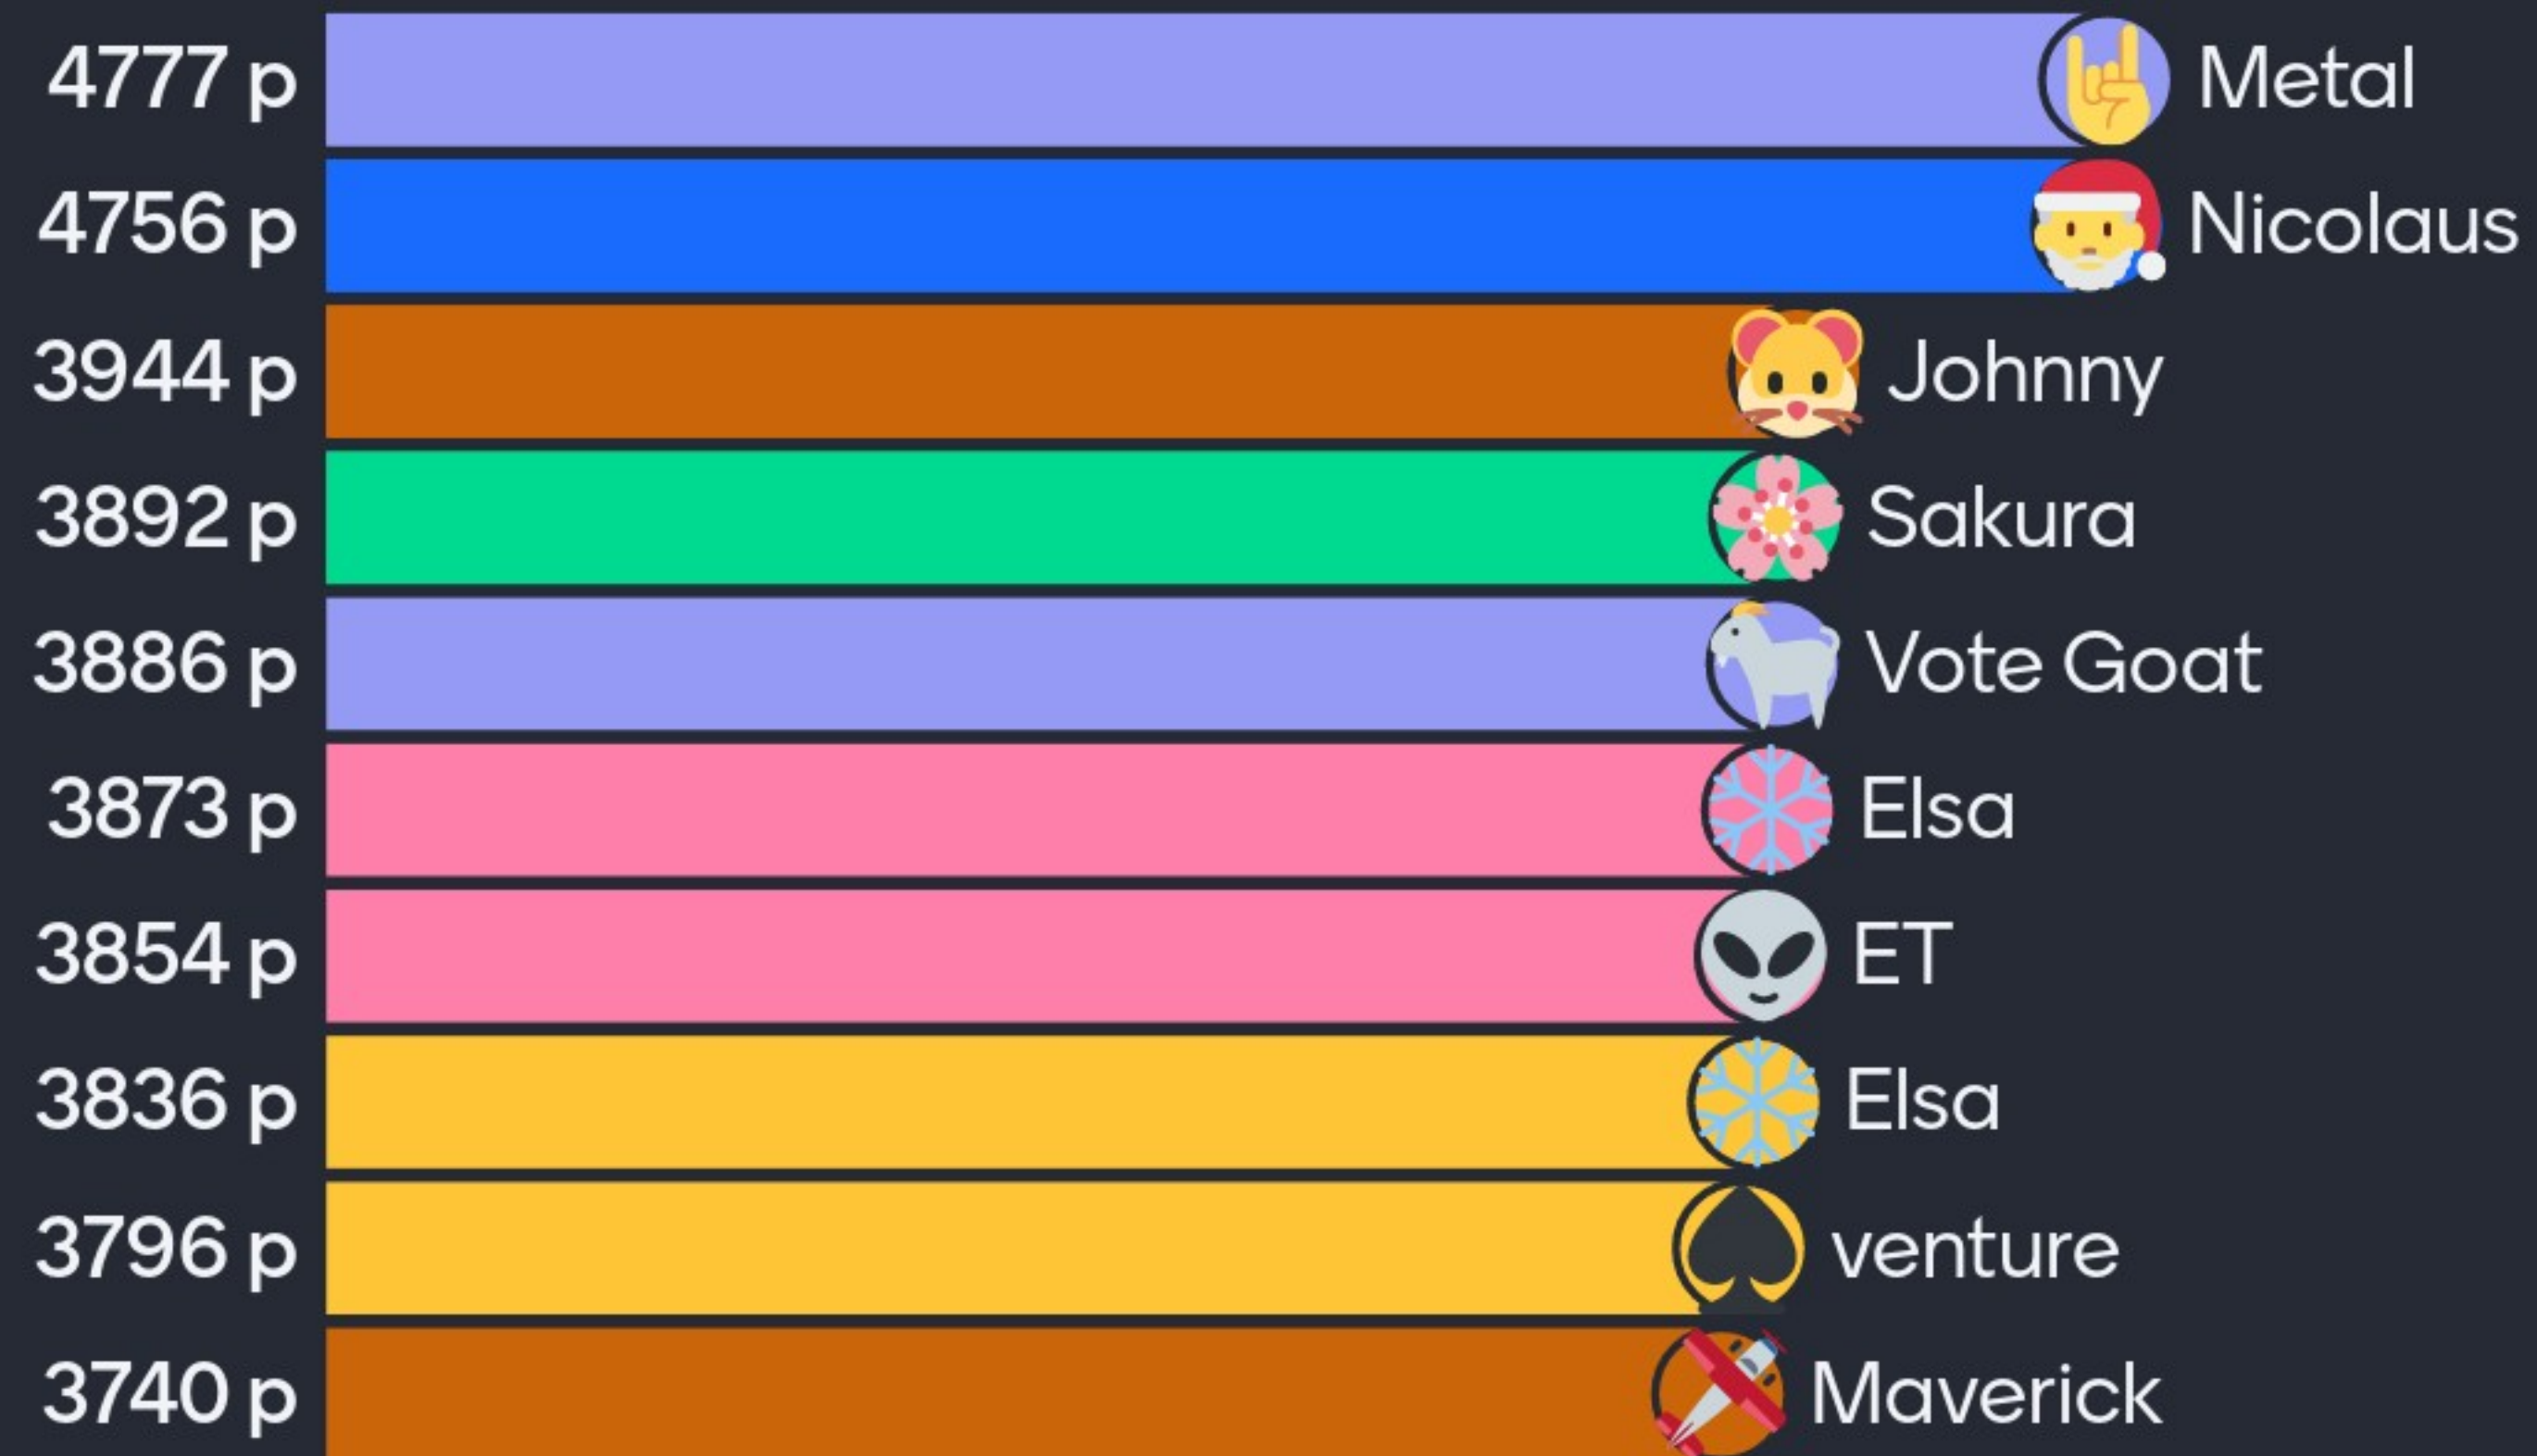 4777 p Metal
4756 p Nicolaus
3944 p Johnny
3892 p Sakura
3886 p Vote Goat
3873 p Elsa
3854 p ET
3836 p Elsa
3796 p venture
3740 p Maverick